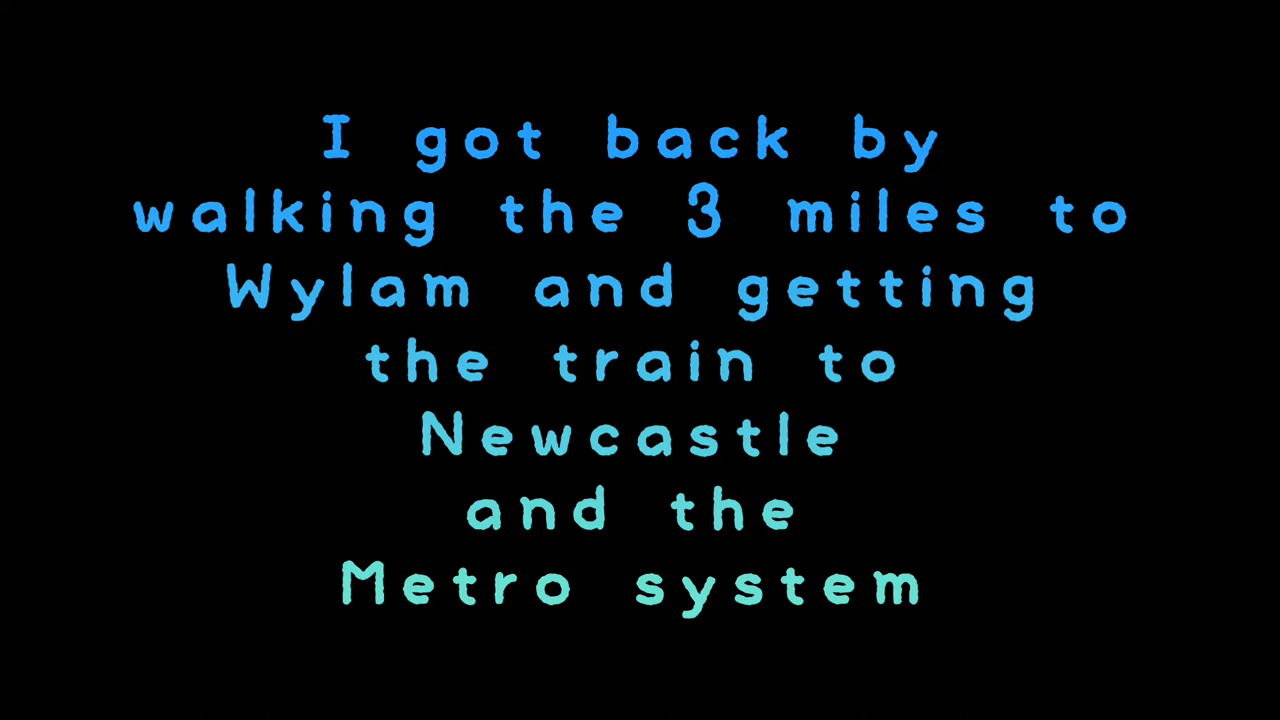 I got back by
walking the 3 miles to
Wylam and getting
the train to
Newcastle
and the
Metro system